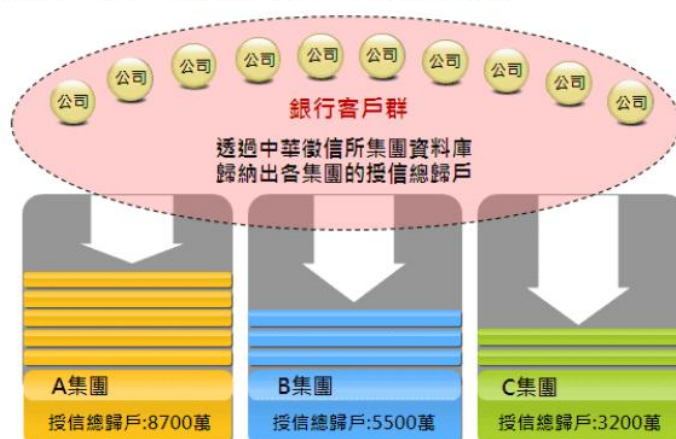 公司
公司
公司
公司
公司
公司
公司
公司
公司
公司
銀行客戶群
透過中華徵信所集團資料庫
歸納出各集團的授信總歸戶
A集團
授信總歸戶:8700萬
B集團
授信總歸戶:5500萬
C集團
授信總歸戶:3200萬